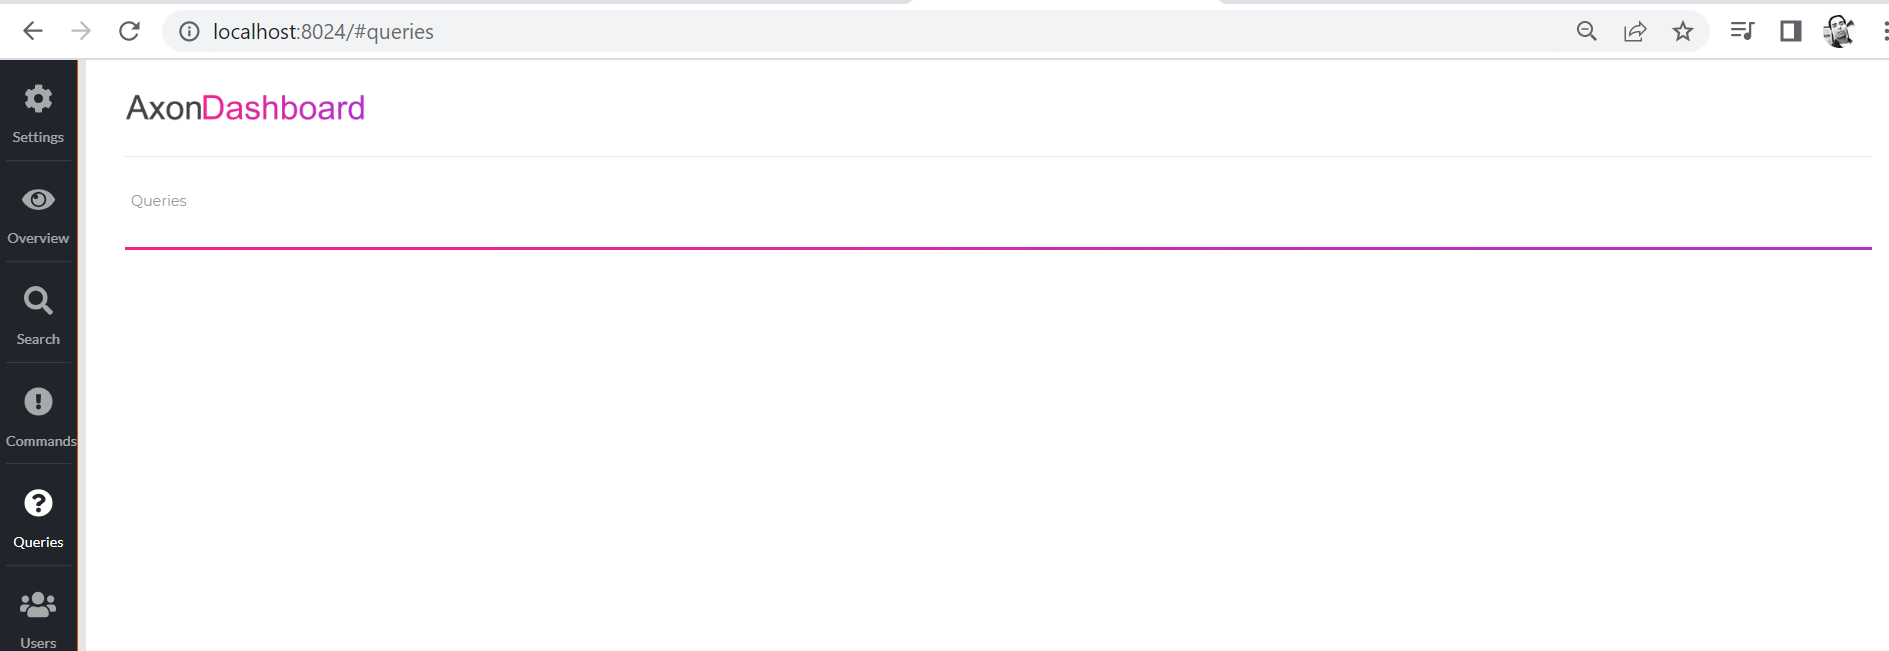 localhost:8024/#queries
AxonDashboard
Settings
Queries
Overview
Search
Commands
Queries
Users